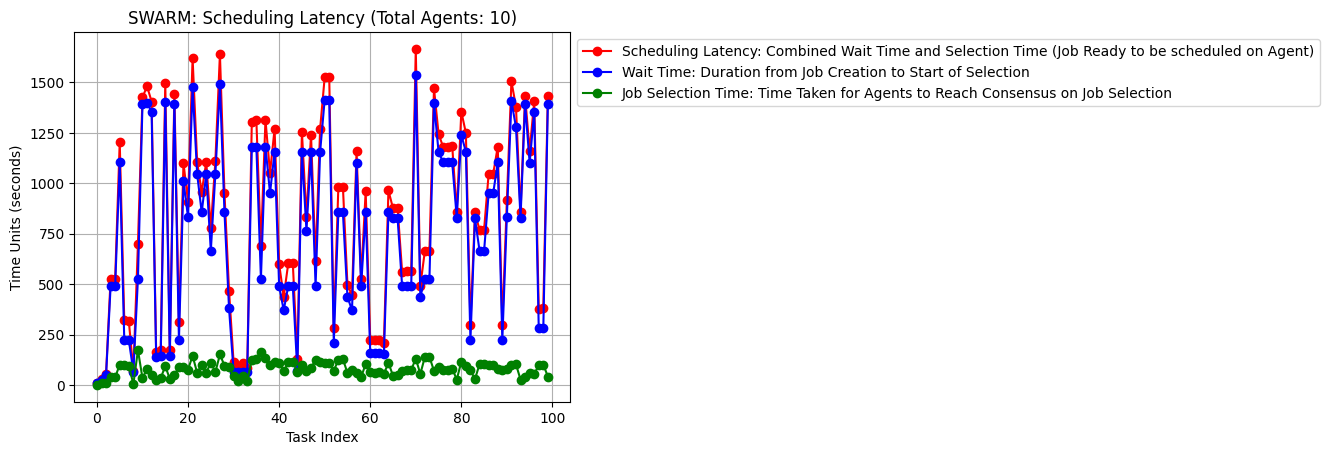 SWARM: Scheduling Latency (Total Agents: 10)
Scheduling Latency: Combined Wait Time and Selection Time (Job Ready to be scheduled on Agent)
Wait Time: Duration from Job Creation to Start of Selection
Job Selection Time: Time Taken for Agents to Reach Consensus on Job Selection
Time Units (seconds)
1500
1250
1000
750
500
250
0
0 20 40 60 80 100
Task Index